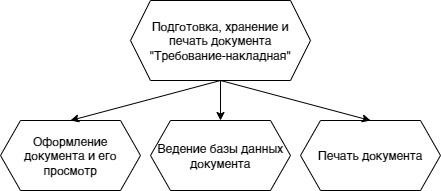 Подготовка, хранение и
печать документа
"Требование-накладная"
Оформление
документа и его
просмотр
Ведение базы данных
документа
Печать документа